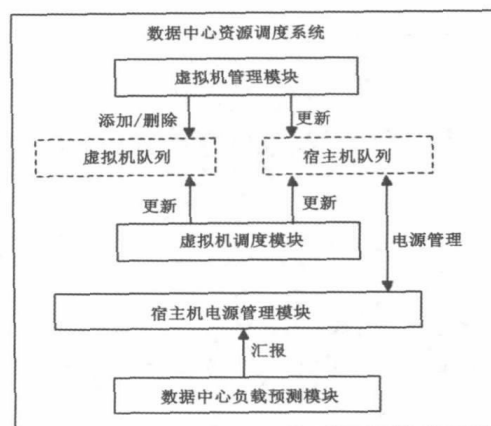 数据中心资源调度系统
虚拟机管理模块
添加/删除
更新
虚拟机队列
宿主机队列
更新
更新
虚拟机调度模块
电源管理
宿主机电源管理模块
汇报
数据中心负载预测模块